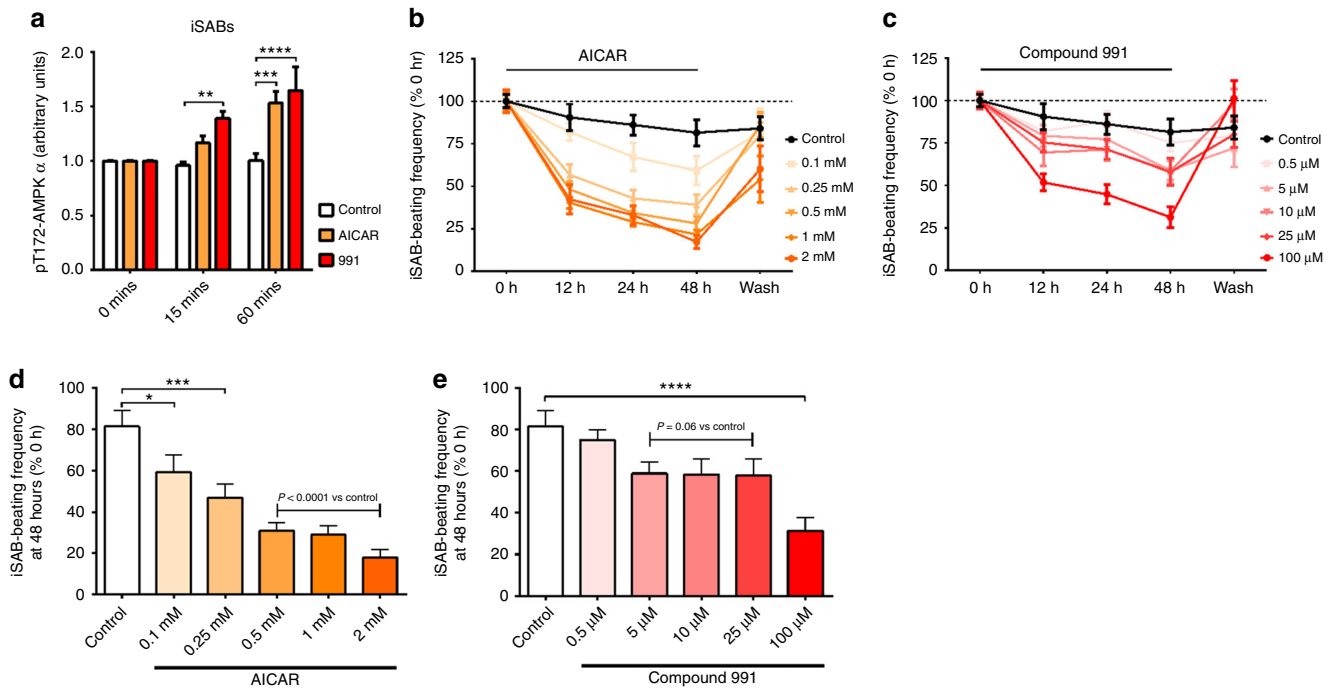 a
iSABs
pT172-AMPK α (arbitrary units)
2.0
1.5
1.0
0.5
0.0
**
***
****
0 mins
15 mins
60 mins
Control
AICAR
991
b
AICAR
iSAB-beating frequency (% 0 hr)
125
100
75
50
25
0
0 h
12 h
24 h
48 h
Wash
Control
0.1 mM
0.25 mM
0.5 mM
1 mM
2 mM
c
Compound 991
iSAB-beating frequency (% 0 h)
125
100
75
50
25
0
0 h
12 h
24 h
48 h
Wash
Control
0.5 µM
5 µM
10 µM
25 µM
100 µM
d
iSAB-beating frequency
at 48 hours (% 0 h)
100
80
60
40
20
0
***
*
P < 0.0001 vs control
Control
0.1 mM
0.25 mM
0.5 mM
1 mM
2 mM
AICAR
e
iSAB-beating frequency
at 48 hours (% 0 h)
100
80
60
40
20
0
****
P = 0.06 vs control
Control
0.5 µM
5 µM
10 µM
25 µM
100 µM
Compound 991